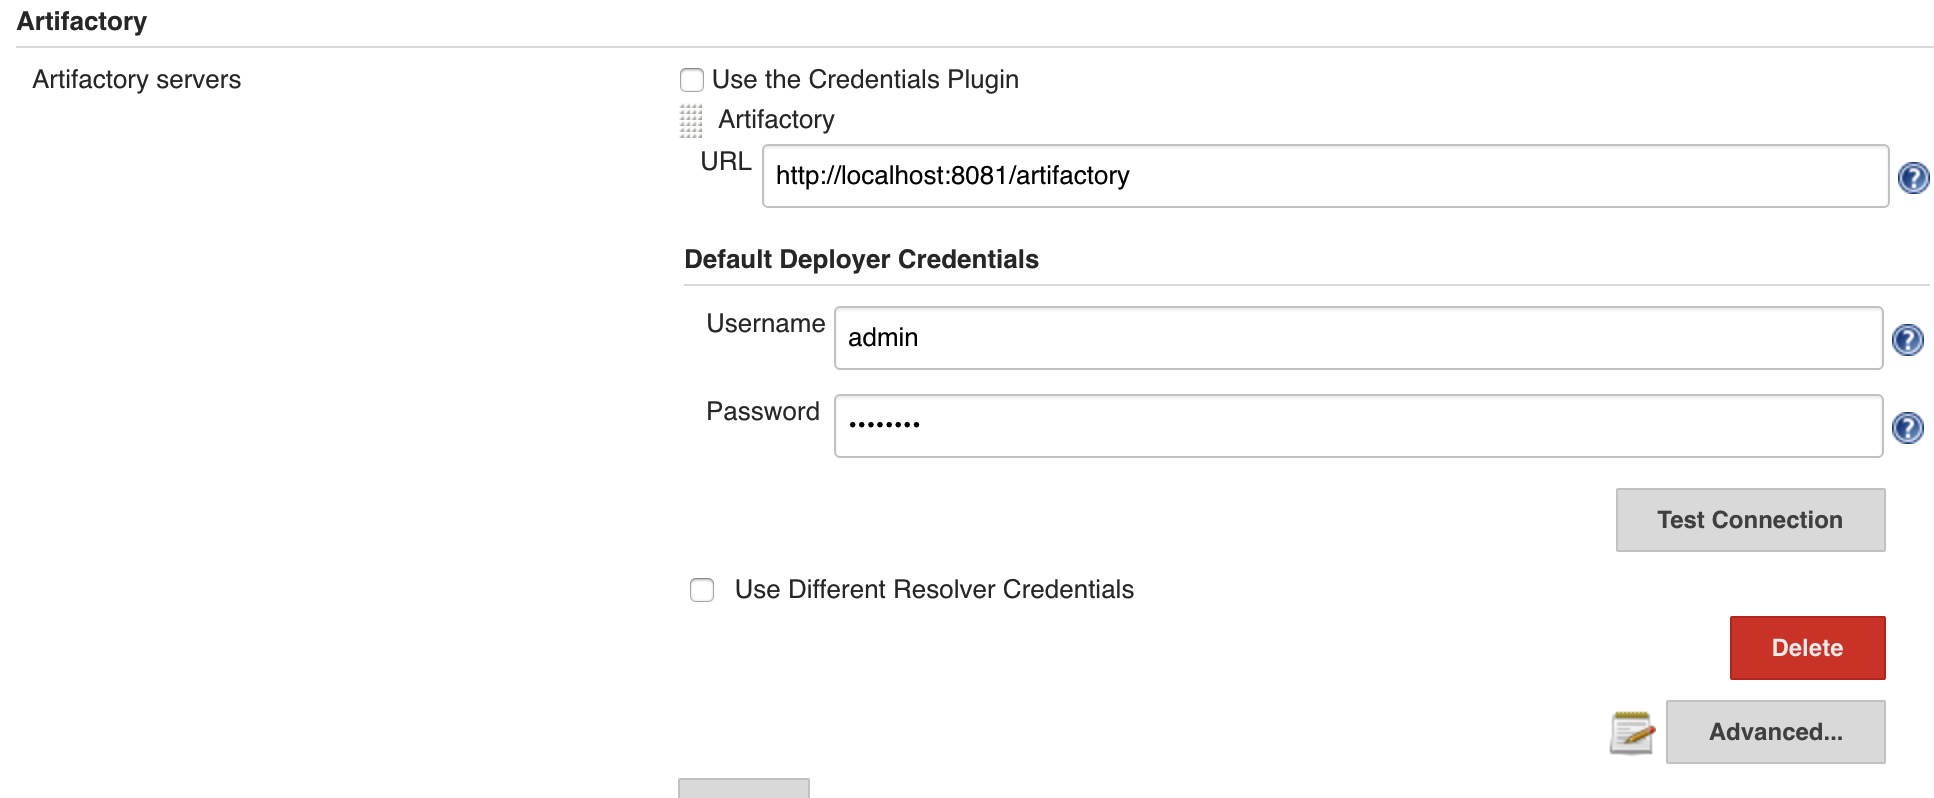 Artifactory
Artifactory servers
Use the Credentials Plugin
Artifactory
URL http://localhost:8081/artifactory
Default Deployer Credentials
Username admin
Password ••••••••
Test Connection
Use Different Resolver Credentials
Delete
Advanced...